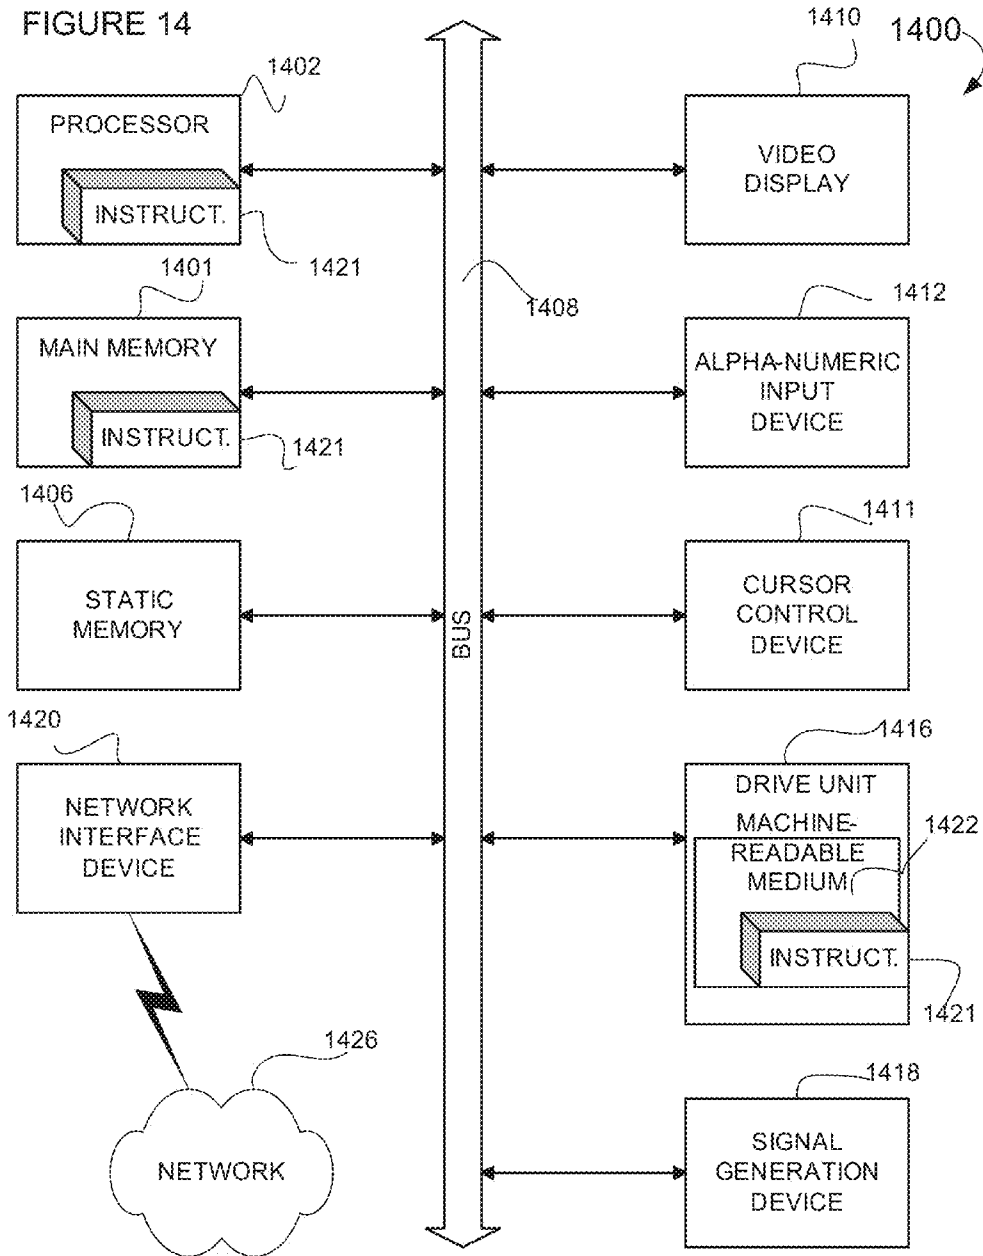 FIGURE 14
1400
1402
PROCESSOR
INSTRUCT.
1421
1401
MAIN MEMORY
INSTRUCT.
1421
1406
STATIC
MEMORY
1420
NETWORK
INTERFACE
DEVICE
1426
NETWORK
BUS
1408
1410
VIDEO
DISPLAY
1412
ALPHA-NUMERIC
INPUT
DEVICE
1411
CURSOR
CONTROL
DEVICE
1416
DRIVE UNIT
MACHINE-
READABLE
MEDIUM
1422
INSTRUCT.
1421
1418
SIGNAL
GENERATION
DEVICE